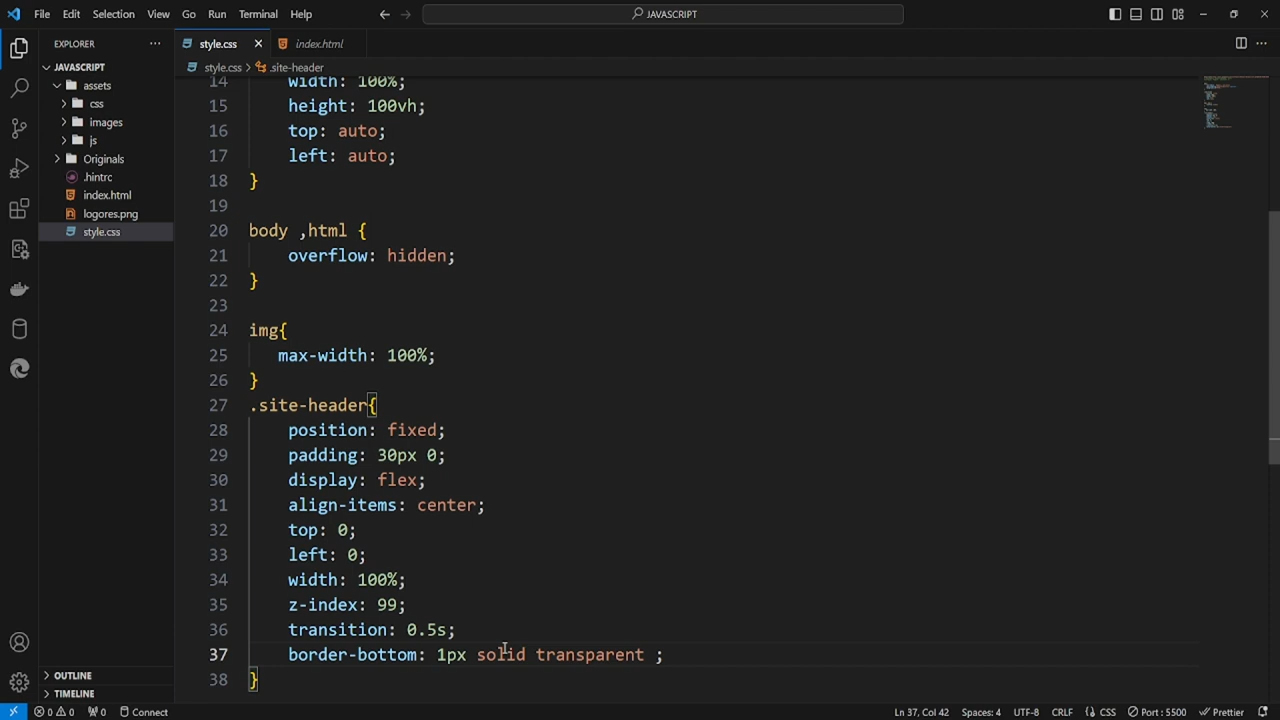 File Edit Selection View Go Run Terminal Help
JAVASCRIPT
EXPLORER
style.css
index.html
JAVASCRIPT
style.css > .site-header
assets
css
images
js
Originals
.hintrc
index.html
logores.png
style.css
14 width: 100%;
15 height: 100vh;
16 top: auto;
17 left: auto;
18 }
19
20 body ,html {
21 overflow: hidden;
22 }
23
24 img{
25 max-width: 100%;
26 }
27 .site-header{
28 position: fixed;
29 padding: 30px 0;
30 display: flex;
31 align-items: center;
32 top: 0;
33 left: 0;
34 width: 100%;
35 z-index: 99;
36 transition: 0.5s;
37 border-bottom: 1px solid transparent ;
38 }
OUTLINE
TIMELINE
0 0 0 Connect Ln 37, Col 42 Spaces: 4 UTF-8 CRLF { } CSS Port : 5500 Prettier